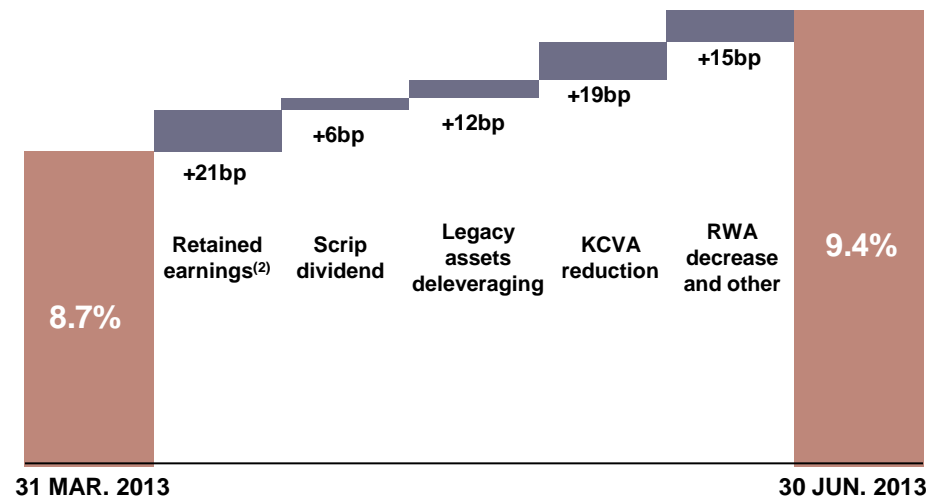 +15bp
+19bp
+12bp
+6bp
+21bp
Retained
earnings(2)
Scrip
dividend
Legacy
assets
deleveraging
KCVA
reduction
RWA
decrease
and other
8.7%
9.4%
31 MAR. 2013
30 JUN. 2013